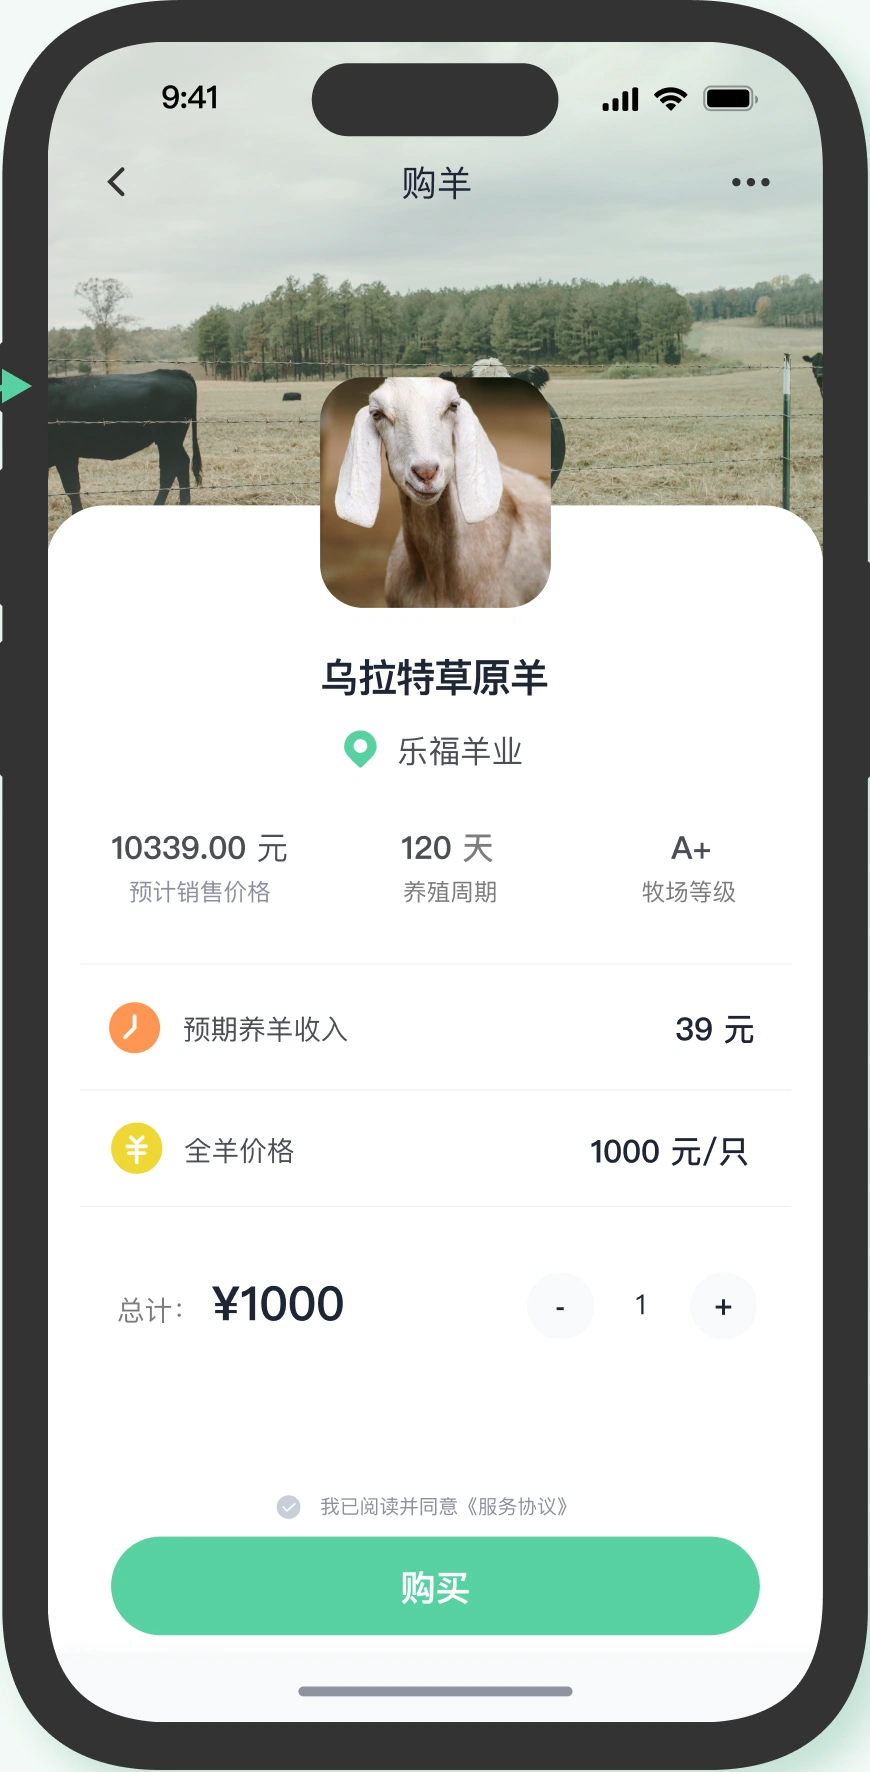 9:41
购羊
乌拉特草原羊
乐福羊业
10339.00 元 120 天 A+
预计销售价格 养殖周期 牧场等级
预期养羊收入 39 元
全羊价格 1000 元/只
总计： ¥1000 - 1 +
我已阅读并同意《服务协议》
购买